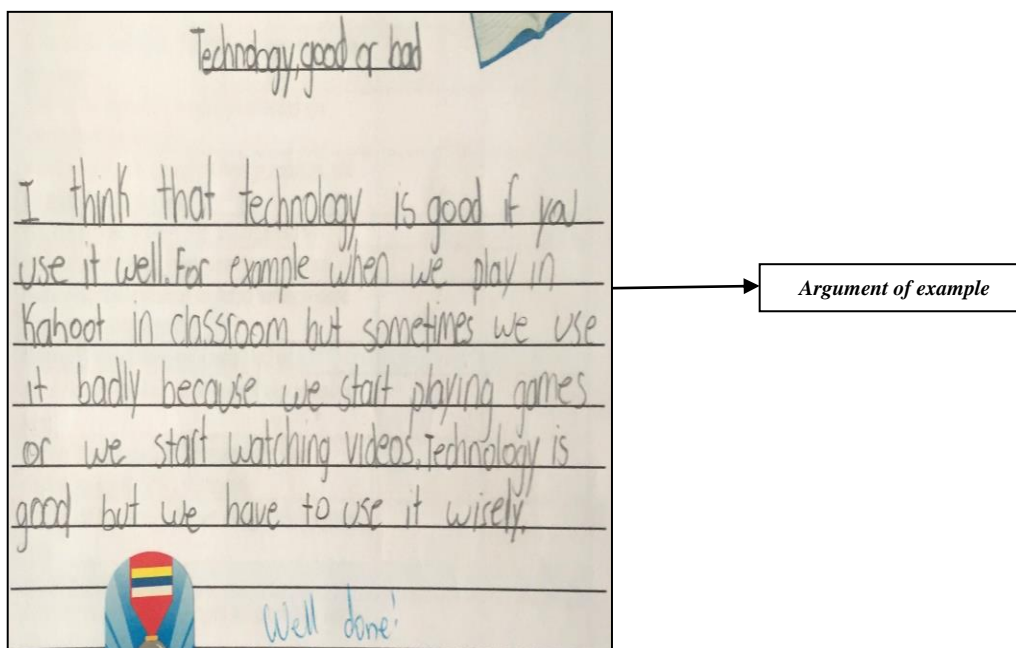 Technology, good or bad
I think that technology is good if you
use it well. For example when we play in
Argument of example
Kahoot in classroom but sometimes we use
it badly because we start playing games
or we start watching videos. Technology is
good but we have to use it wisely.
Well done!